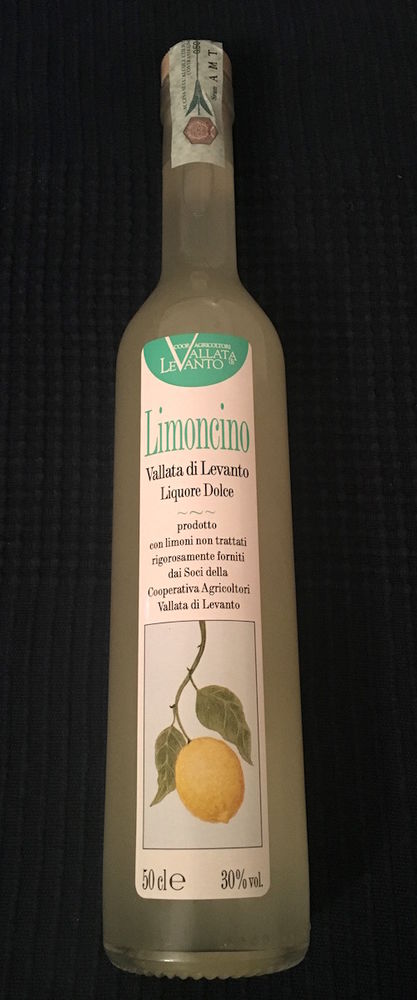 A M T
COOP. AGRICOLTORI
VALLATA
DI
LEVANTO
Limoncino
Vallata di Levanto
Liquore Dolce
prodotto
con limoni non trattati
rigorosamente forniti
dai Soci della
Cooperativa Agricoltori
Vallata di Levanto
50 cl e
30% vol.